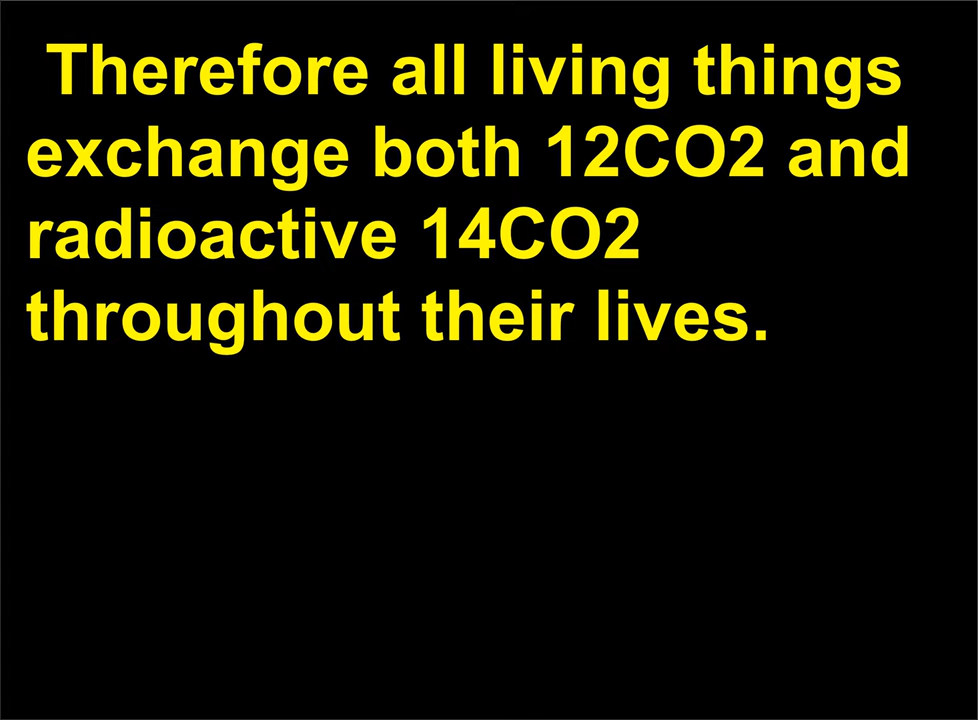 Therefore all living things
exchange both 12CO2 and
radioactive 14CO2
throughout their lives.